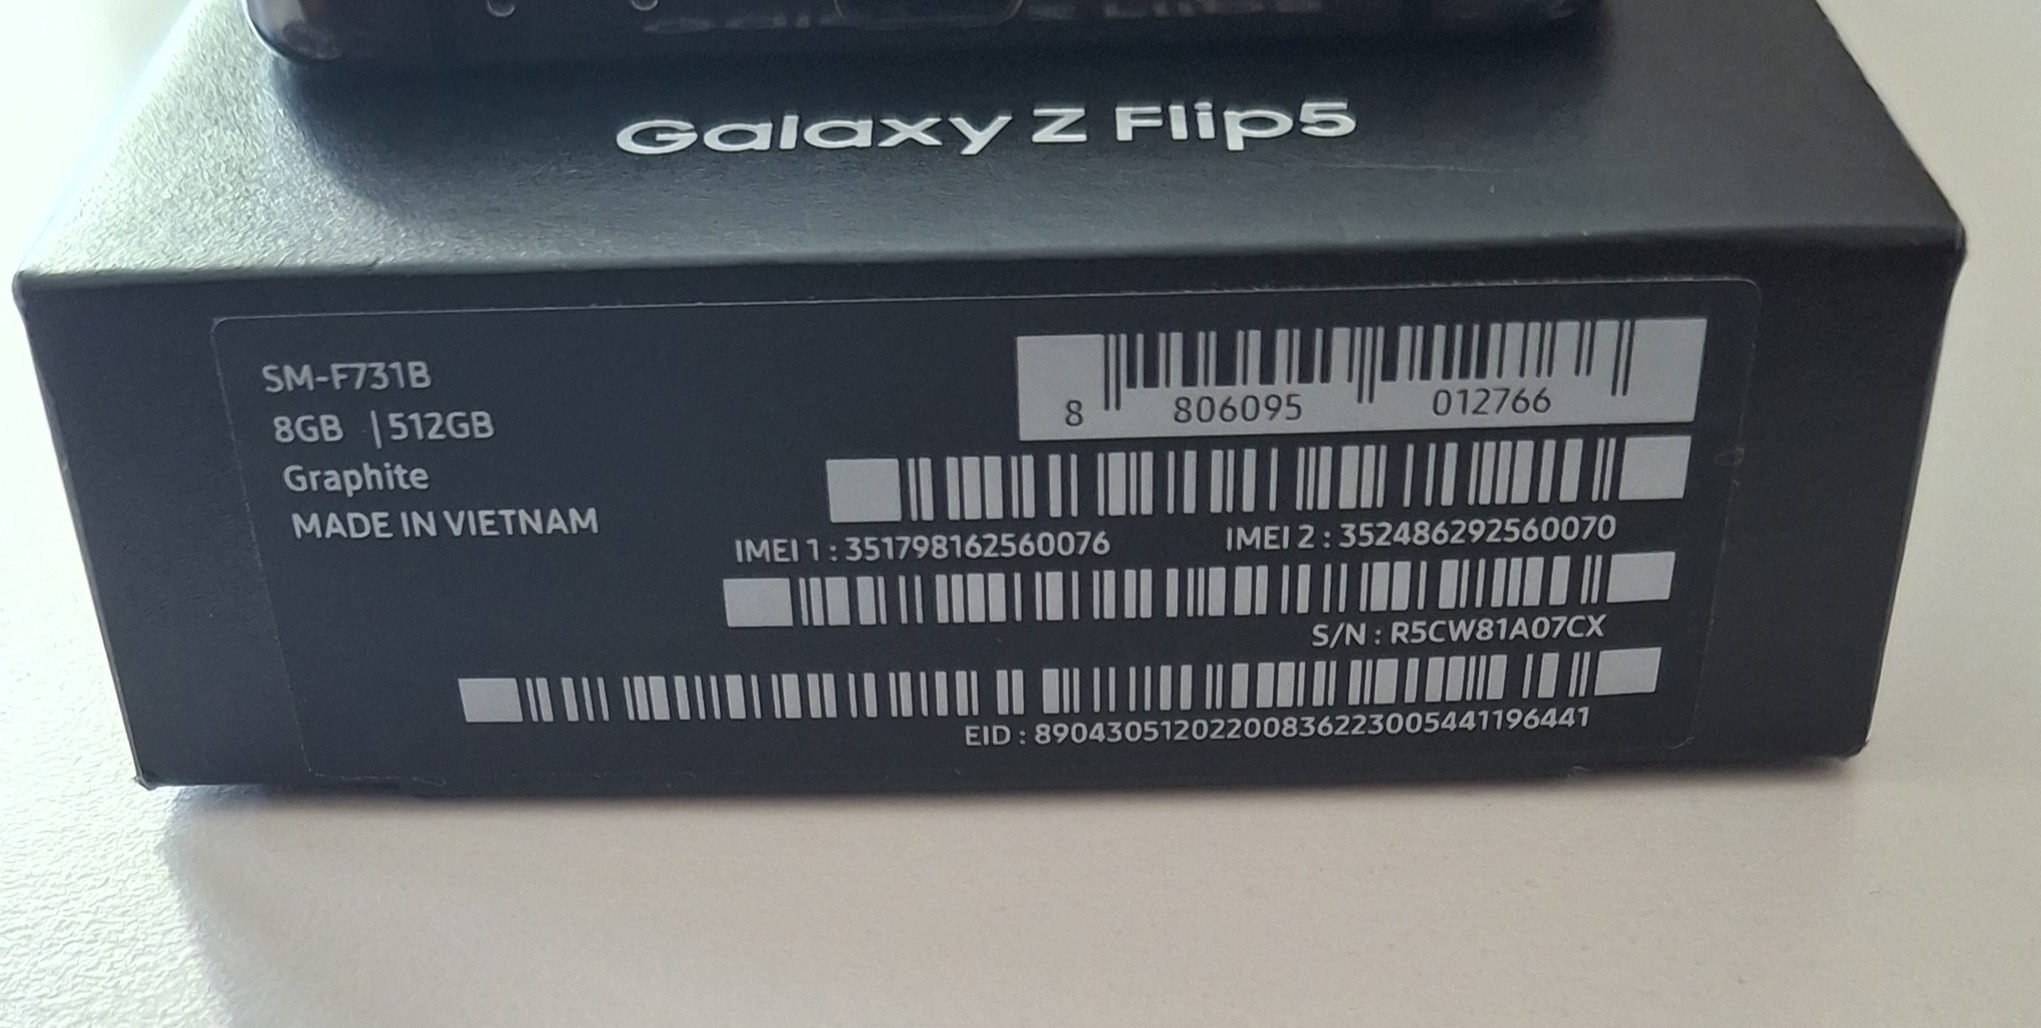 Galaxy Z Flip5
SM-F731B
8GB | 512GB
Graphite
MADE IN VIETNAM
8 806095 012766
IMEI 1 : 351798162560076 IMEI 2 : 352486292560070
S/N : R5CW81A07CX
EID : 89043051202200836223005441196441